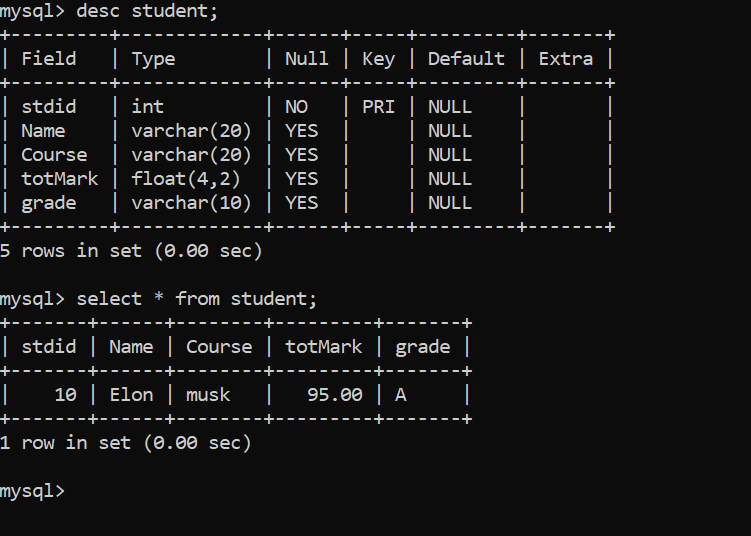 mysql> desc student;
+---------+-------------+------+-----+---------+-------+
| Field   | Type        | Null | Key | Default | Extra |
+---------+-------------+------+-----+---------+-------+
| stdid   | int         | NO   | PRI | NULL    |       |
| Name    | varchar(20) | YES  |     | NULL    |       |
| Course  | varchar(20) | YES  |     | NULL    |       |
| totMark | float(4,2)  | YES  |     | NULL    |       |
| grade   | varchar(10) | YES  |     | NULL    |       |
+---------+-------------+------+-----+---------+-------+
5 rows in set (0.00 sec)
mysql> select * from student;
+-------+------+--------+---------+-------+
| stdid | Name | Course | totMark | grade |
+-------+------+--------+---------+-------+
|    10 | Elon | musk   |   95.00 | A     |
+-------+------+--------+---------+-------+
1 row in set (0.00 sec)
mysql>